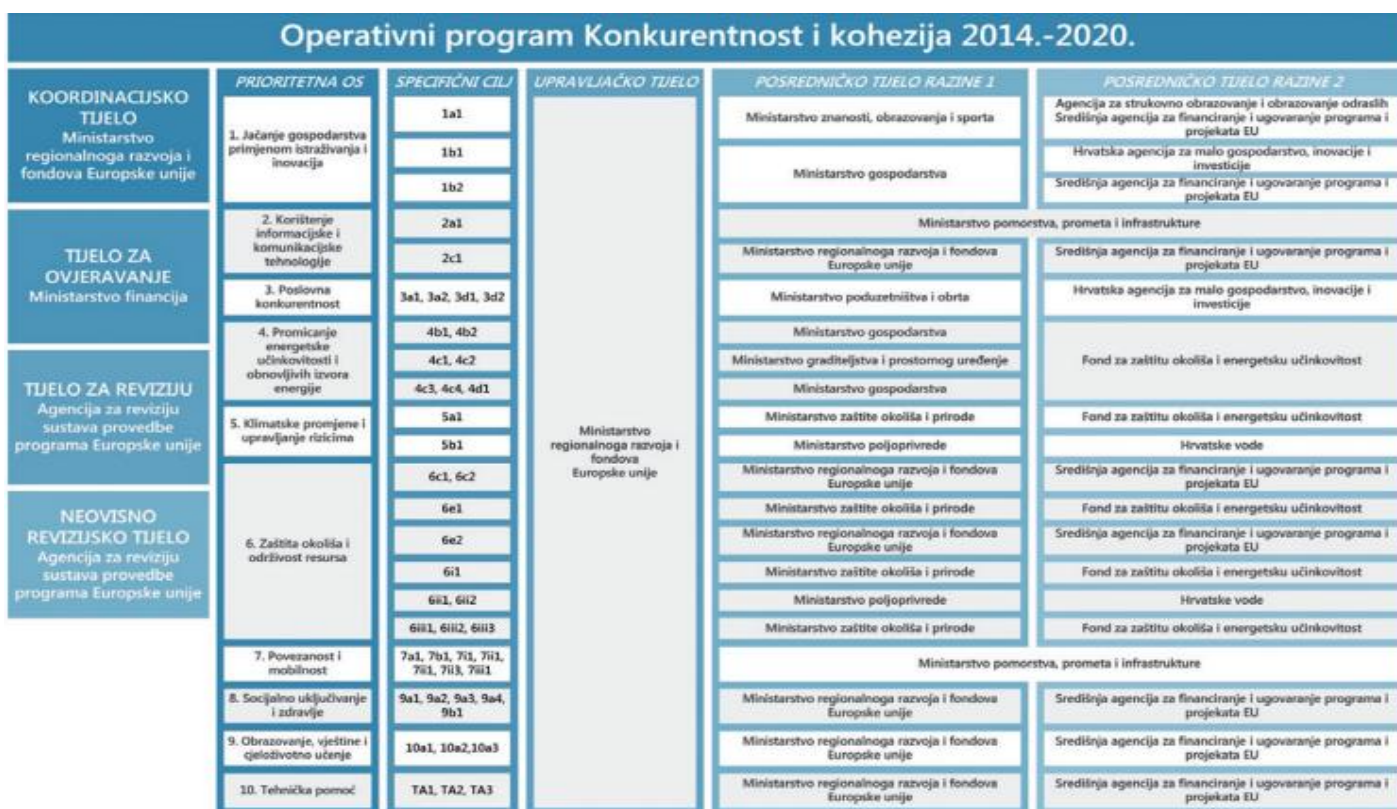 Operativni program Konkurentnost i kohezija 2014.-2020.
KOORDINACIJSKO
TIJELO
Ministarstvo
regionalnoga razvoja i
fondova Europske unije
TIJELO ZA
OVJERAVANJE
Ministarstvo financija
TIJELO ZA REVIZIJU
Agencija za reviziju
sustava provedbe
programa Europske unije
NEOVISNO
REVIZIJSKO TIJELO
Agencija za reviziju
sustava provedbe
programa Europske unije
PRIORITETNA OS
SPECIFIČNI CILJ
UPRAVLJAČKO TIJELO
POSREDNIČKO TIJELO RAZINE 1
POSREDNIČKO TIJELO RAZINE 2
1. Jačanje gospodarstva
primjenom istraživanja i
inovacija
1a1
Ministarstvo znanosti, obrazovanja i sporta
Agencija za strukovno obrazovanje i obrazovanje odraslih
Središnja agencija za financiranje i ugovaranje programa i
projekata EU
1b1
Ministarstvo gospodarstva
Hrvatska agencija za malo gospodarstvo, inovacije i
investicije
1b2
Središnja agencija za financiranje i ugovaranje programa i
projekata EU
2. Korištenje
informacijske i
komunikacijske
tehnologije
2a1
Ministarstvo pomorstva, prometa i infrastrukture
2c1
Ministarstvo regionalnoga razvoja i fondova
Europske unije
Središnja agencija za financiranje i ugovaranje programa i
projekata EU
3. Poslovna
konkurentnost
3a1, 3a2, 3d1, 3d2
Ministarstvo poduzetništva i obrta
Hrvatska agencija za malo gospodarstvo, inovacije i
investicije
4. Promicanje
energetske
učinkovitosti i
obnovljivih izvora
energije
4b1, 4b2
Ministarstvo gospodarstva
4c1, 4c2
Ministarstvo graditeljstva i prostornog uređenje
Fond za zaštitu okoliša i energetsku učinkovitost
4c3, 4c4, 4d1
Ministarstvo gospodarstva
5. Klimatske promjene i
upravljanje rizicima
5a1
Ministarstvo zaštite okoliša i prirode
Fond za zaštitu okoliša i energetsku učinkovitost
5b1
Ministarstvo poljoprivrede
Hrvatske vode
Ministarstvo
regionalnoga razvoja i
fondova
Europske unije
6. Zaštita okoliša i
održivost resursa
6c1, 6c2
Ministarstvo regionalnoga razvoja i fondova
Europske unije
Središnja agencija za financiranje i ugovaranje programa i
projekata EU
6e1
Ministarstvo zaštite okoliša i prirode
Fond za zaštitu okoliša i energetsku učinkovitost
6e2
Ministarstvo regionalnoga razvoja i fondova
Europske unije
Središnja agencija za financiranje i ugovaranje programa i
projekata EU
6i1
Ministarstvo zaštite okoliša i prirode
Fond za zaštitu okoliša i energetsku učinkovitost
6ii1, 6ii2
Ministarstvo poljoprivrede
Hrvatske vode
6iii1, 6iii2, 6iii3
Ministarstvo zaštite okoliša i prirode
Fond za zaštitu okoliša i energetsku učinkovitost
7. Povezanost i
mobilnost
7a1, 7b1, 7i1, 7ii1,
7ii1, 7ii3, 7iii1
Ministarstvo pomorstva, prometa i infrastrukture
8. Socijalno uključivanje
i zdravlje
9a1, 9a2, 9a3, 9a4,
9b1
Ministarstvo regionalnoga razvoja i fondova
Europske unije
Središnja agencija za financiranje i ugovaranje programa i
projekata EU
9. Obrazovanje, vještine i
cjeloživotno učenje
10a1, 10a2,10a3
Ministarstvo regionalnoga razvoja i fondova
Europske unije
Središnja agencija za financiranje i ugovaranje programa i
projekata EU
10. Tehnička pomoć
TA1, TA2, TA3
Ministarstvo regionalnoga razvoja i fondova
Europske unije
Središnja agencija za financiranje i ugovaranje programa i
projekata EU